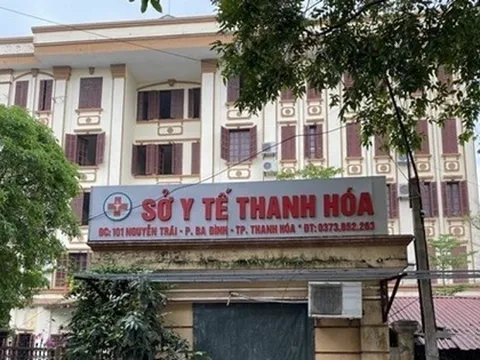 SỞ Y TẾ THANH HÓA
ĐC: 101 NGUYỄN TRÃI - P. BA ĐÌNH - TP. THANH HÓA * ĐT: 0373.852.263